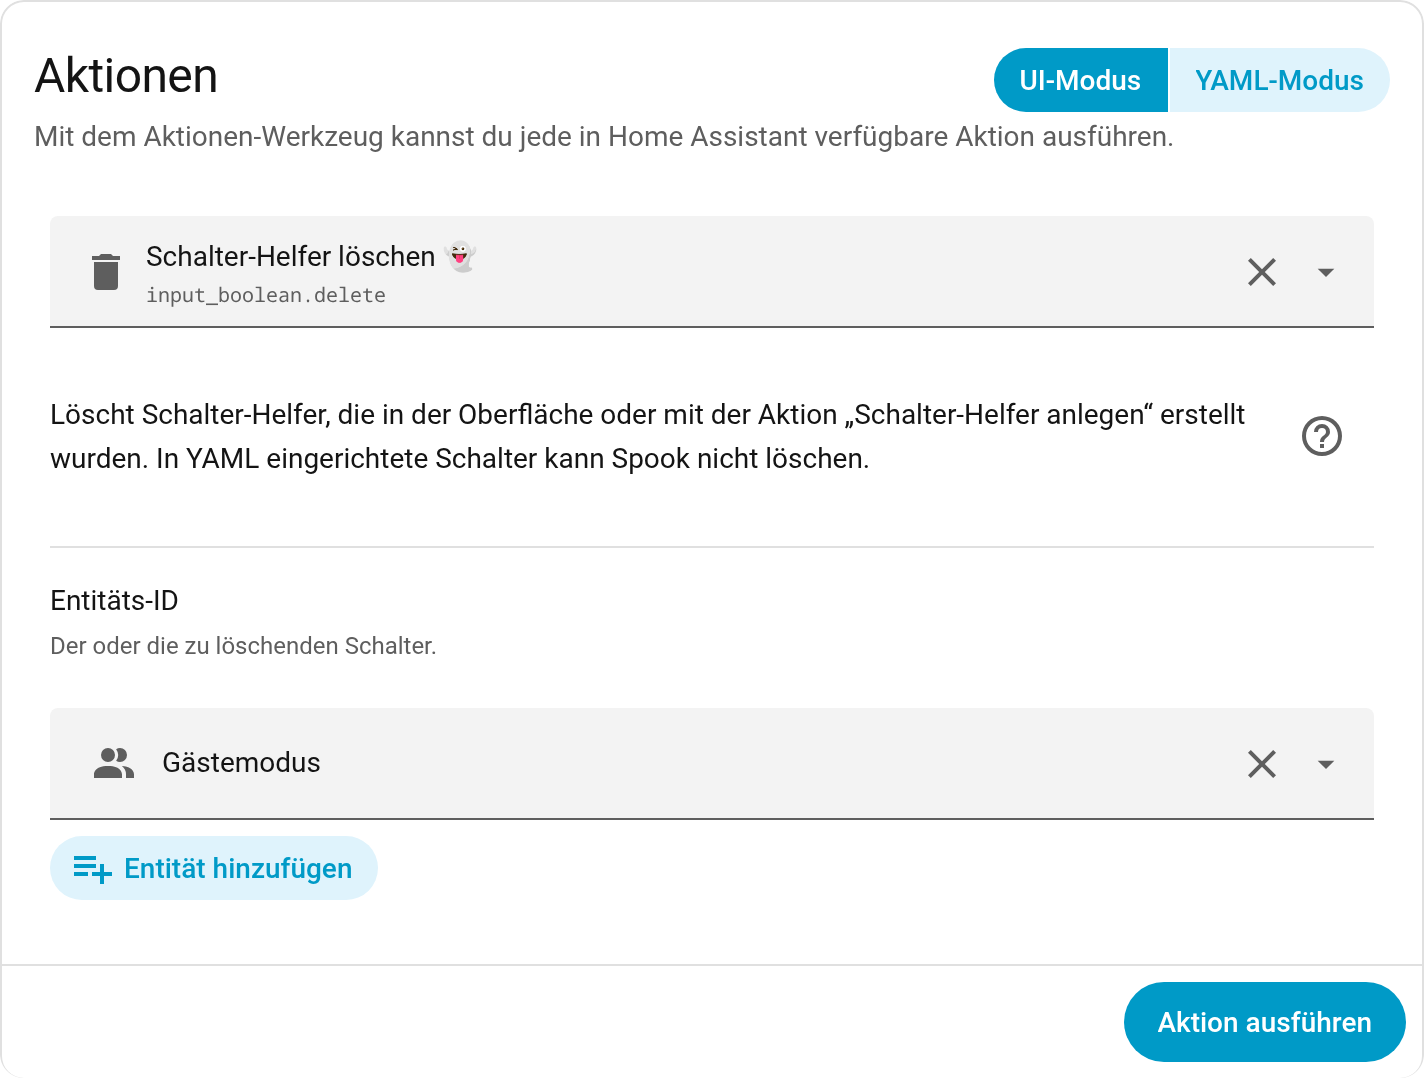 Aktionen
UI-Modus
YAML-Modus
Mit dem Aktionen-Werkzeug kannst du jede in Home Assistant verfügbare Aktion ausführen.
Schalter-Helfer löschen 👻
input_boolean.delete
Löscht Schalter-Helfer, die in der Oberfläche oder mit der Aktion „Schalter-Helfer anlegen“ erstellt
wurden. In YAML eingerichtete Schalter kann Spook nicht löschen.
Entitäts-ID
Der oder die zu löschenden Schalter.
Gästemodus
Entität hinzufügen
Aktion ausführen